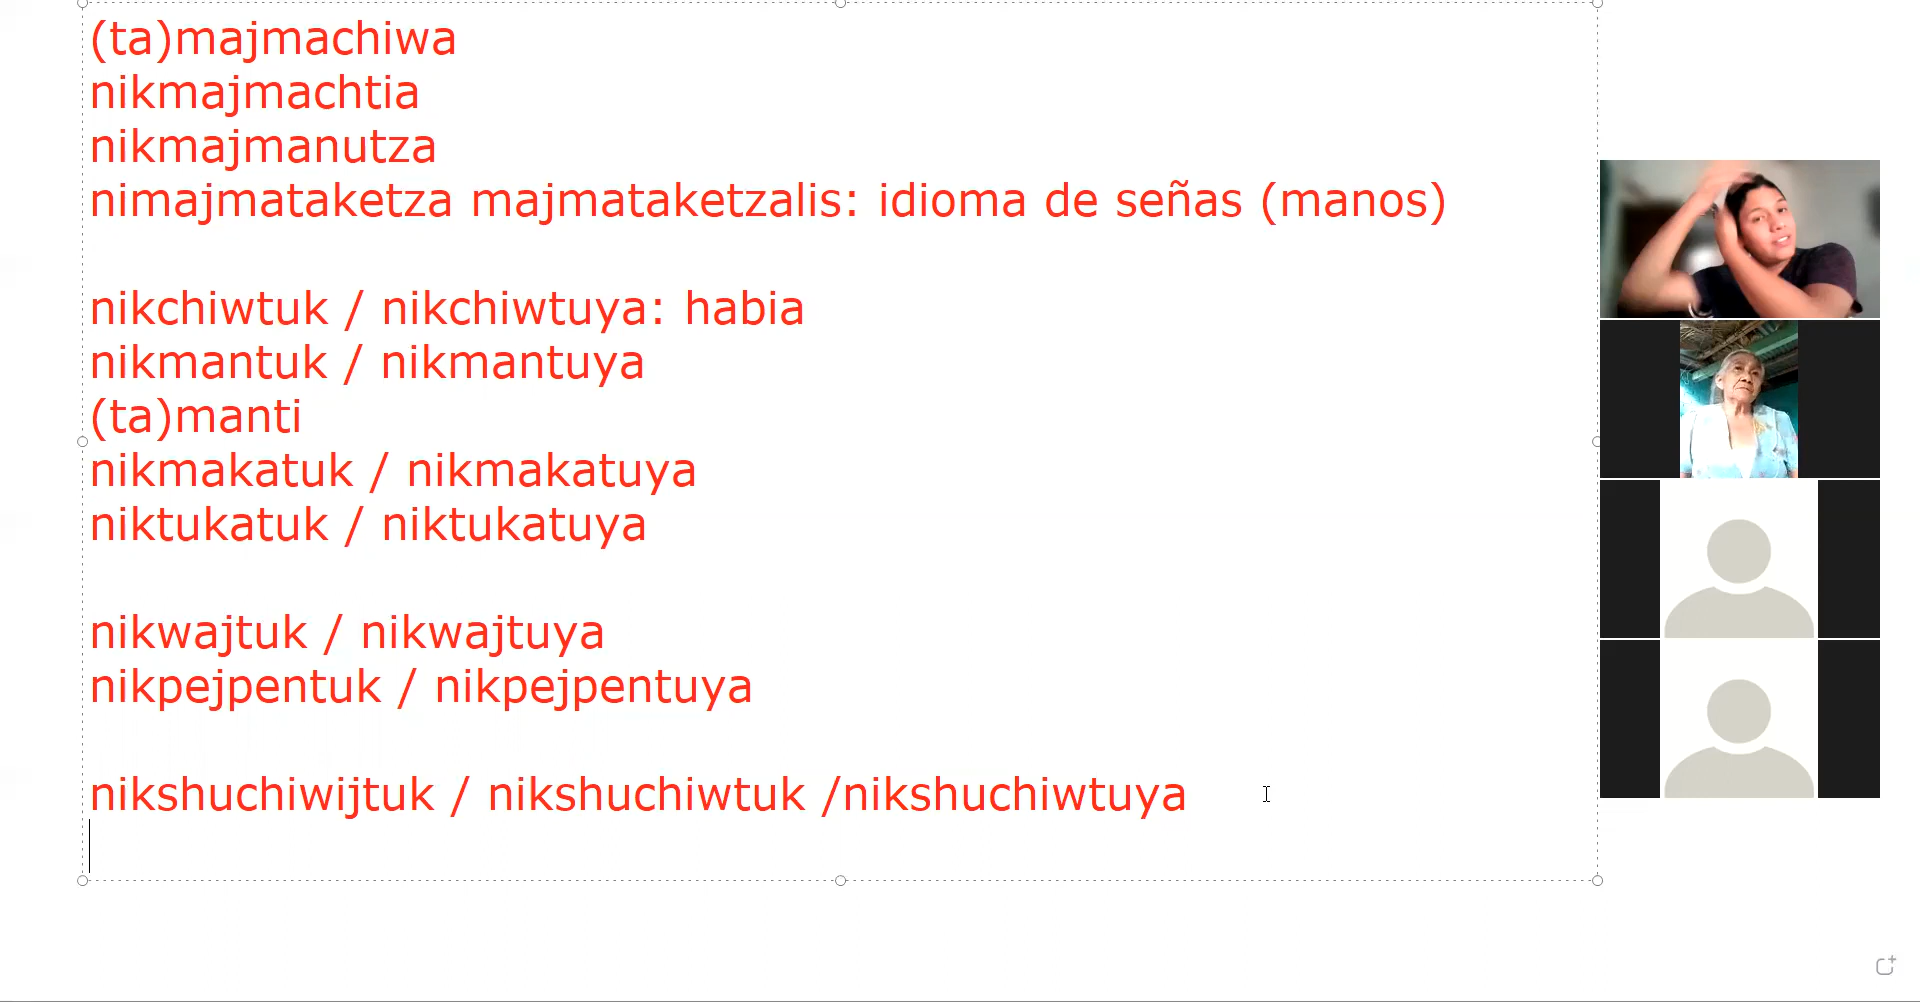 (ta)majmachiwa
nikmajmachtia
nikmajmanutza
nimajmataketza majmataketzalis: idioma de señas (manos)
nikchiwtuk / nikchiwtuya: habia
nikmantuk / nikmantuya
(ta)manti
nikmakatuk / nikmakatuya
niktukatuk / niktukatuya
nikwajtuk / nikwajtuya
nikpejpentuk / nikpejpentuya
nikshuchiwijtuk / nikshuchiwtuk /nikshuchiwtuya